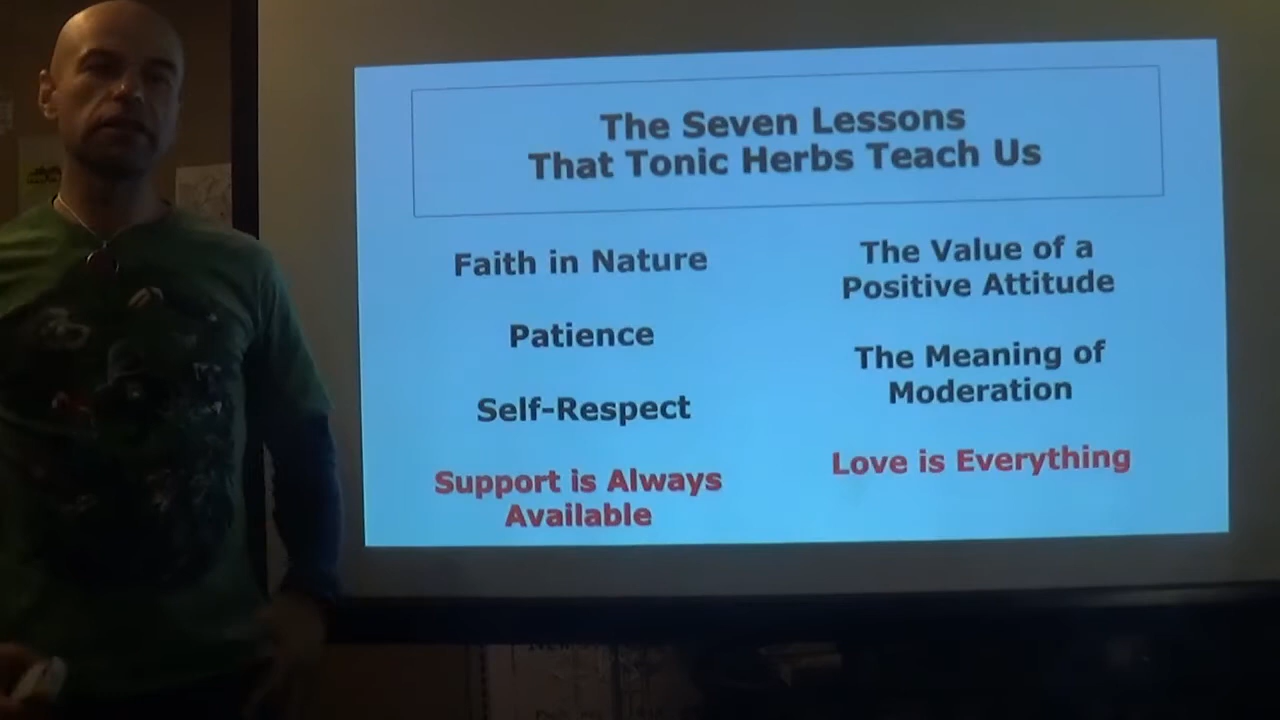 The Seven Lessons
That Tonic Herbs Teach Us
Faith in Nature
Patience
Self-Respect
Support is Always
Available
The Value of a
Positive Attitude
The Meaning of
Moderation
Love is Everything